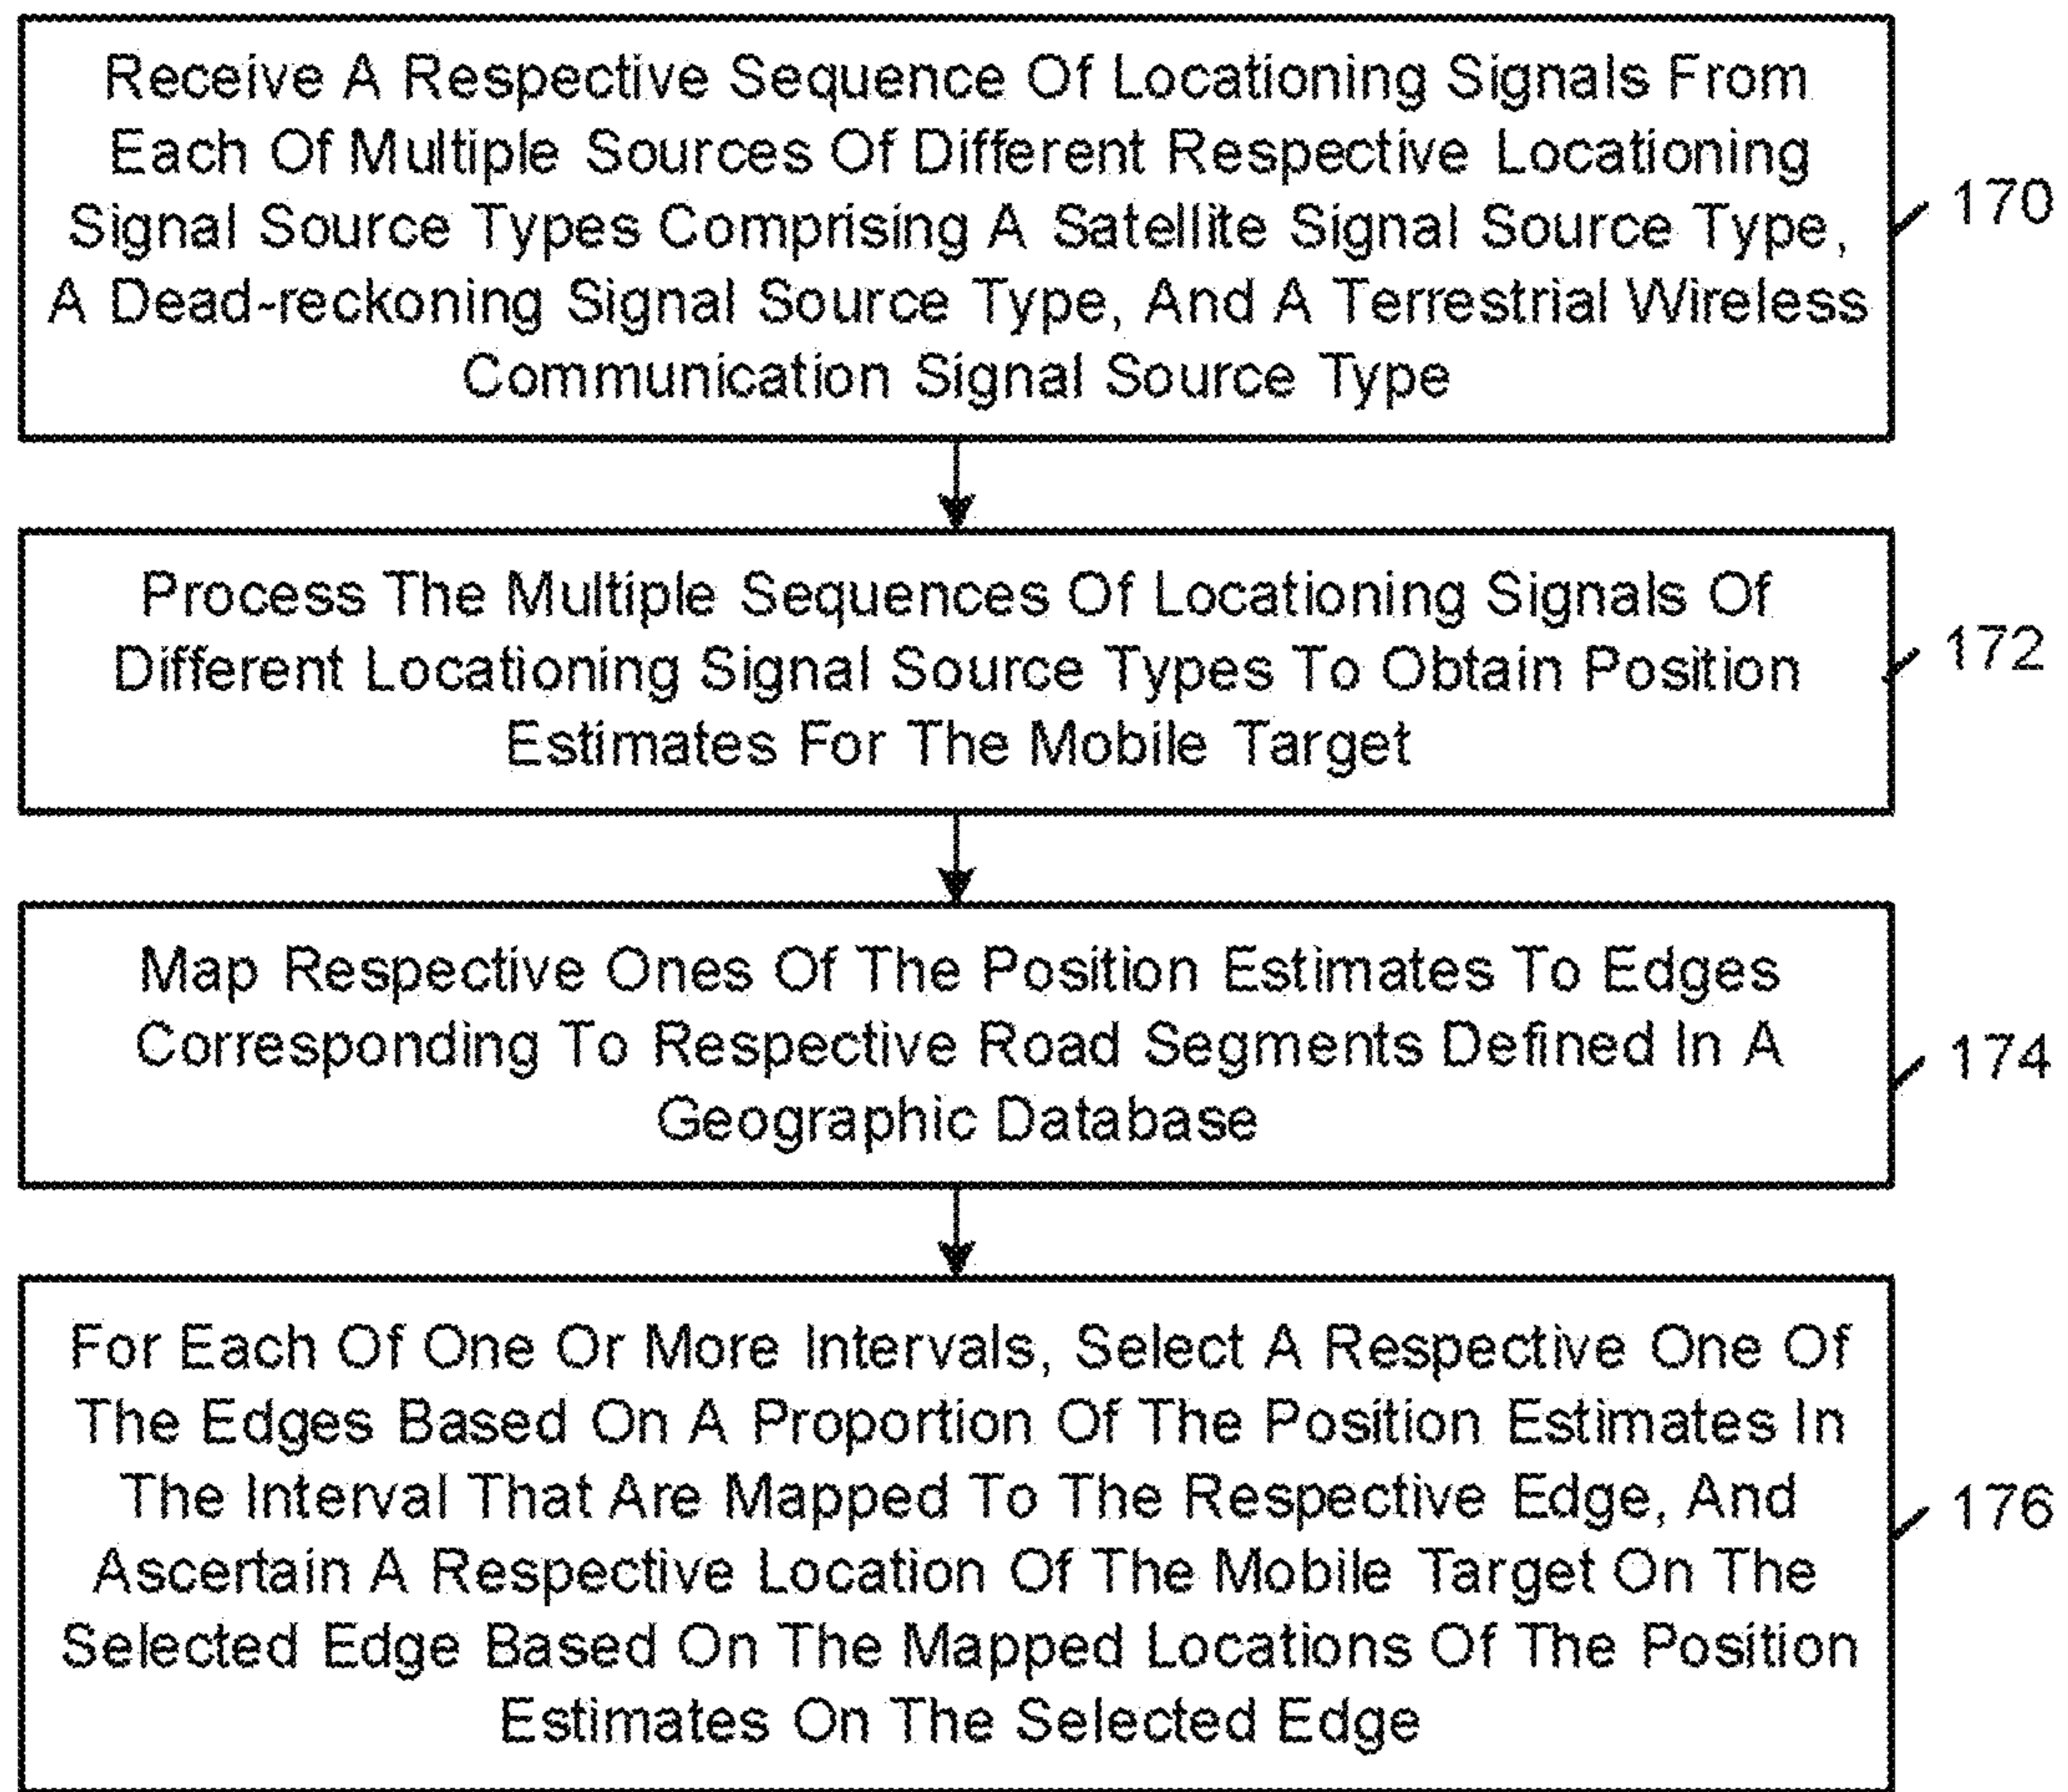 Receive A Respective Sequence Of Locationing Signals From
Each Of Multiple Sources Of Different Respective Locationing
Signal Source Types Comprising A Satellite Signal Source Type,
A Dead-reckoning Signal Source Type, And A Terrestrial Wireless
Communication Signal Source Type
170
Process The Multiple Sequences Of Locationing Signals Of
Different Locationing Signal Source Types To Obtain Position
Estimates For The Mobile Target
172
Map Respective Ones Of The Position Estimates To Edges
Corresponding To Respective Road Segments Defined In A
Geographic Database
174
For Each Of One Or More Intervals, Select A Respective One Of
The Edges Based On A Proportion Of The Position Estimates In
The Interval That Are Mapped To The Respective Edge, And
Ascertain A Respective Location Of The Mobile Target On The
Selected Edge Based On The Mapped Locations Of The Position
Estimates On The Selected Edge
176